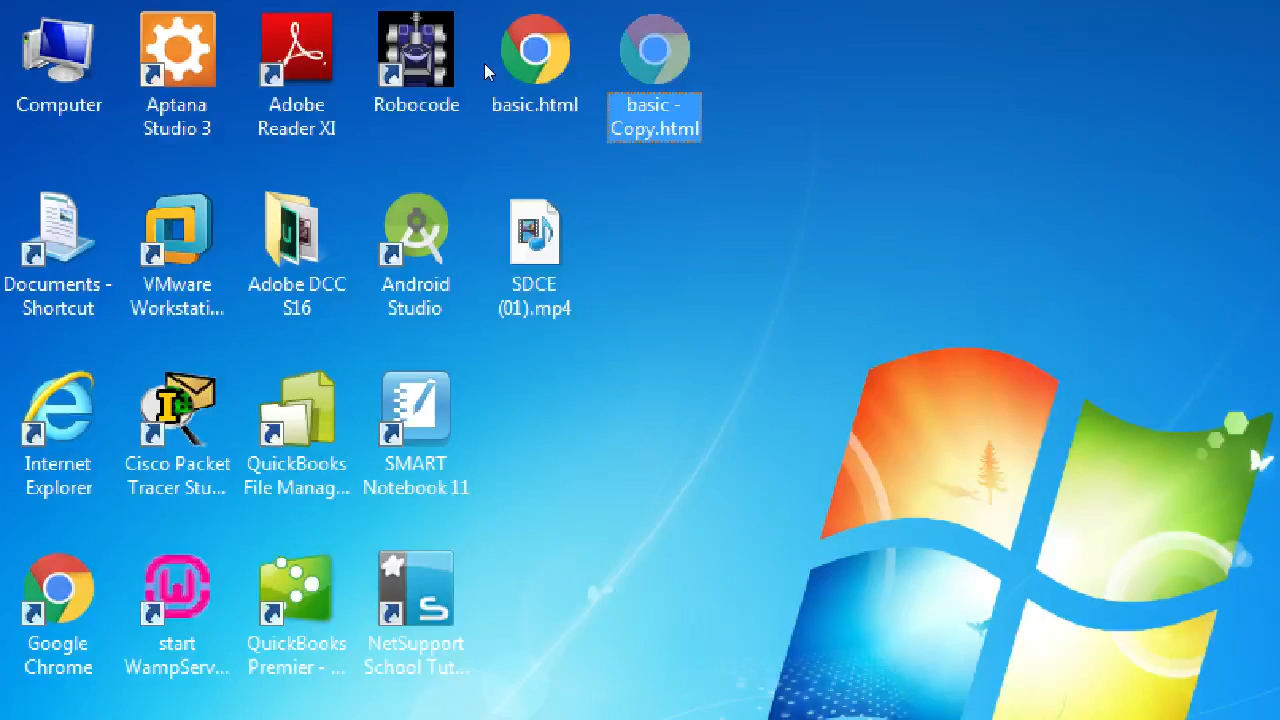 Computer
Aptana
Studio 3
Adobe
Reader XI
Robocode
basic.html
basic -
Copy.html
Documents -
Shortcut
VMware
Workstati...
Adobe DCC
S16
Android
Studio
SDCE
(01).mp4
Internet
Explorer
Cisco Packet
Tracer Stu...
QuickBooks
File Manag...
SMART
Notebook 11
Google
Chrome
start
WampServ...
QuickBooks
Premier - ...
NetSupport
School Tut...